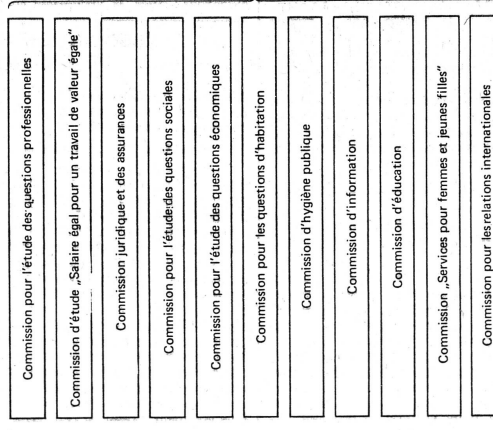 Commission pour l'étude des questions professionnelles
Commission d'étude „Salaire égal pour un travail de valeur égale"
Commission juridique et des assurances
Commission pour l'étude des questions sociales
Commission pour l'étude des questions économiques
Commission pour les questions d'habitation
Commission d'hygiène publique
Commission d'information
Commission d'éducation
Commission „Services pour femmes et jeunes filles"
Commission pour les relations internationales